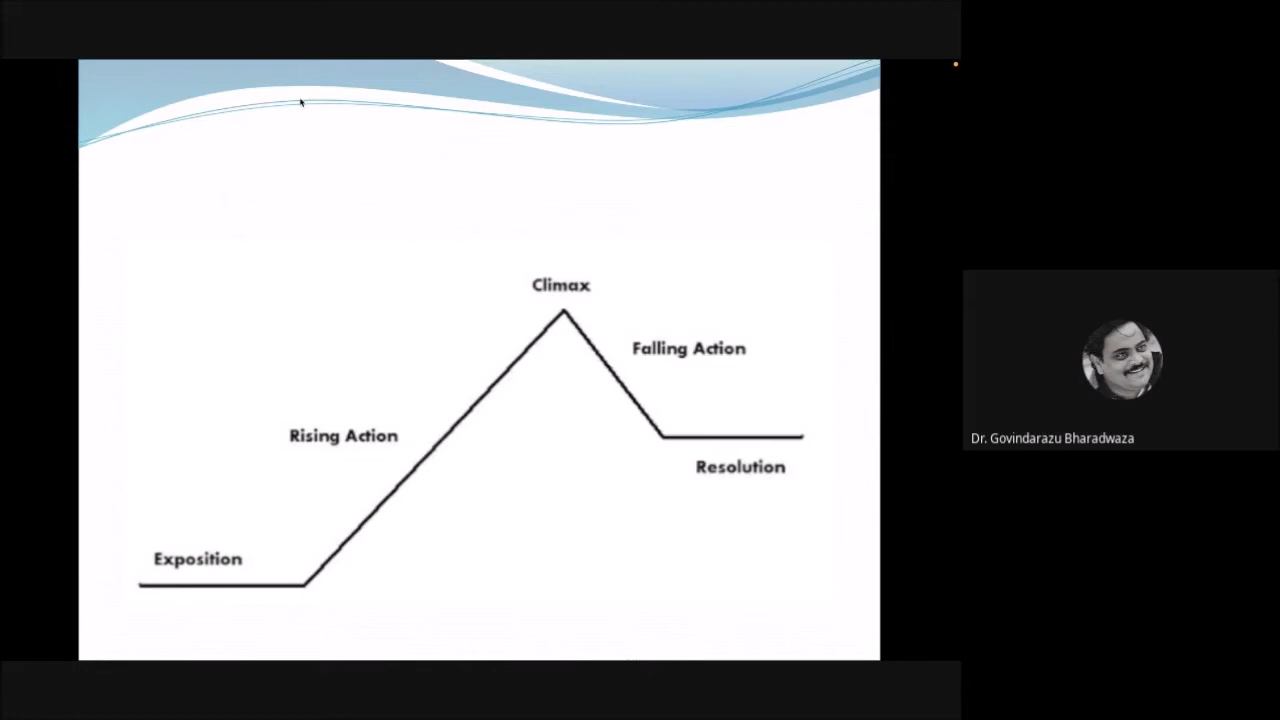 Climax
Falling Action
Rising Action
Resolution
Exposition
Dr. Govindarazu Bharadwaza